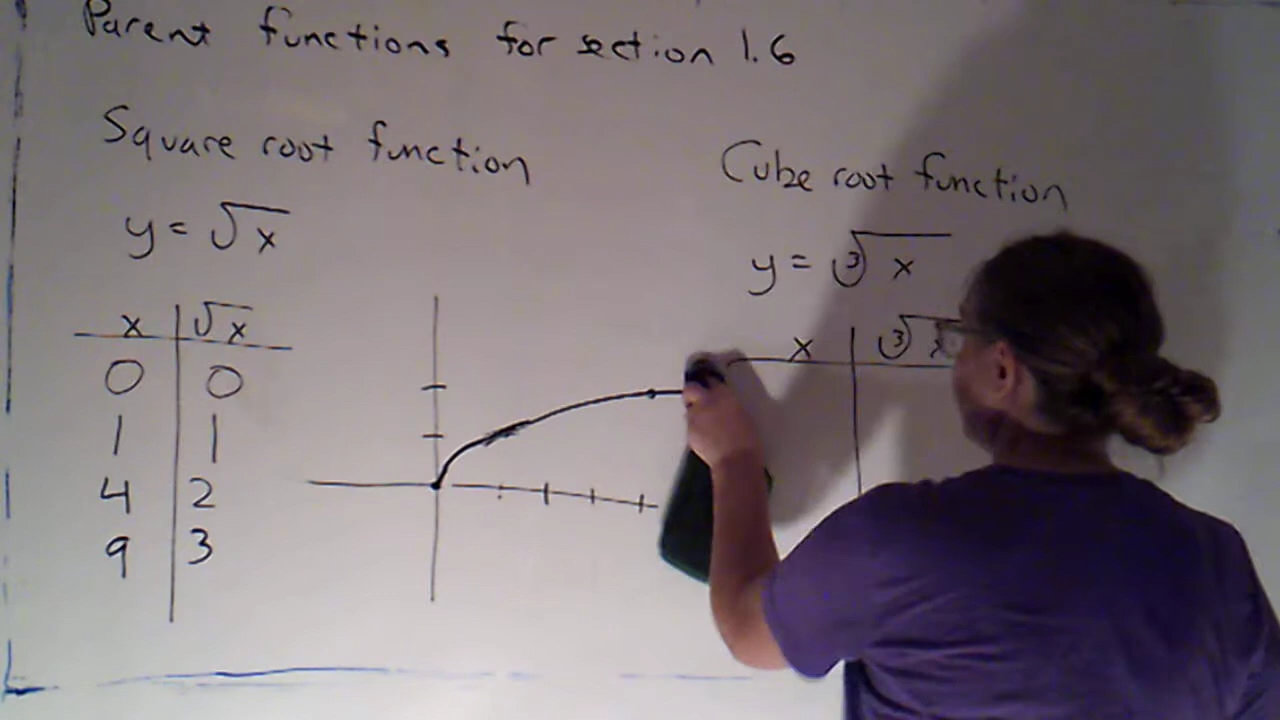 Parent functions for section 1.6
Square root function
y = √x
x | √x
0 | 0
1 | 1
4 | 2
9 | 3
Cube root function
y = ∛x
x | ∛x